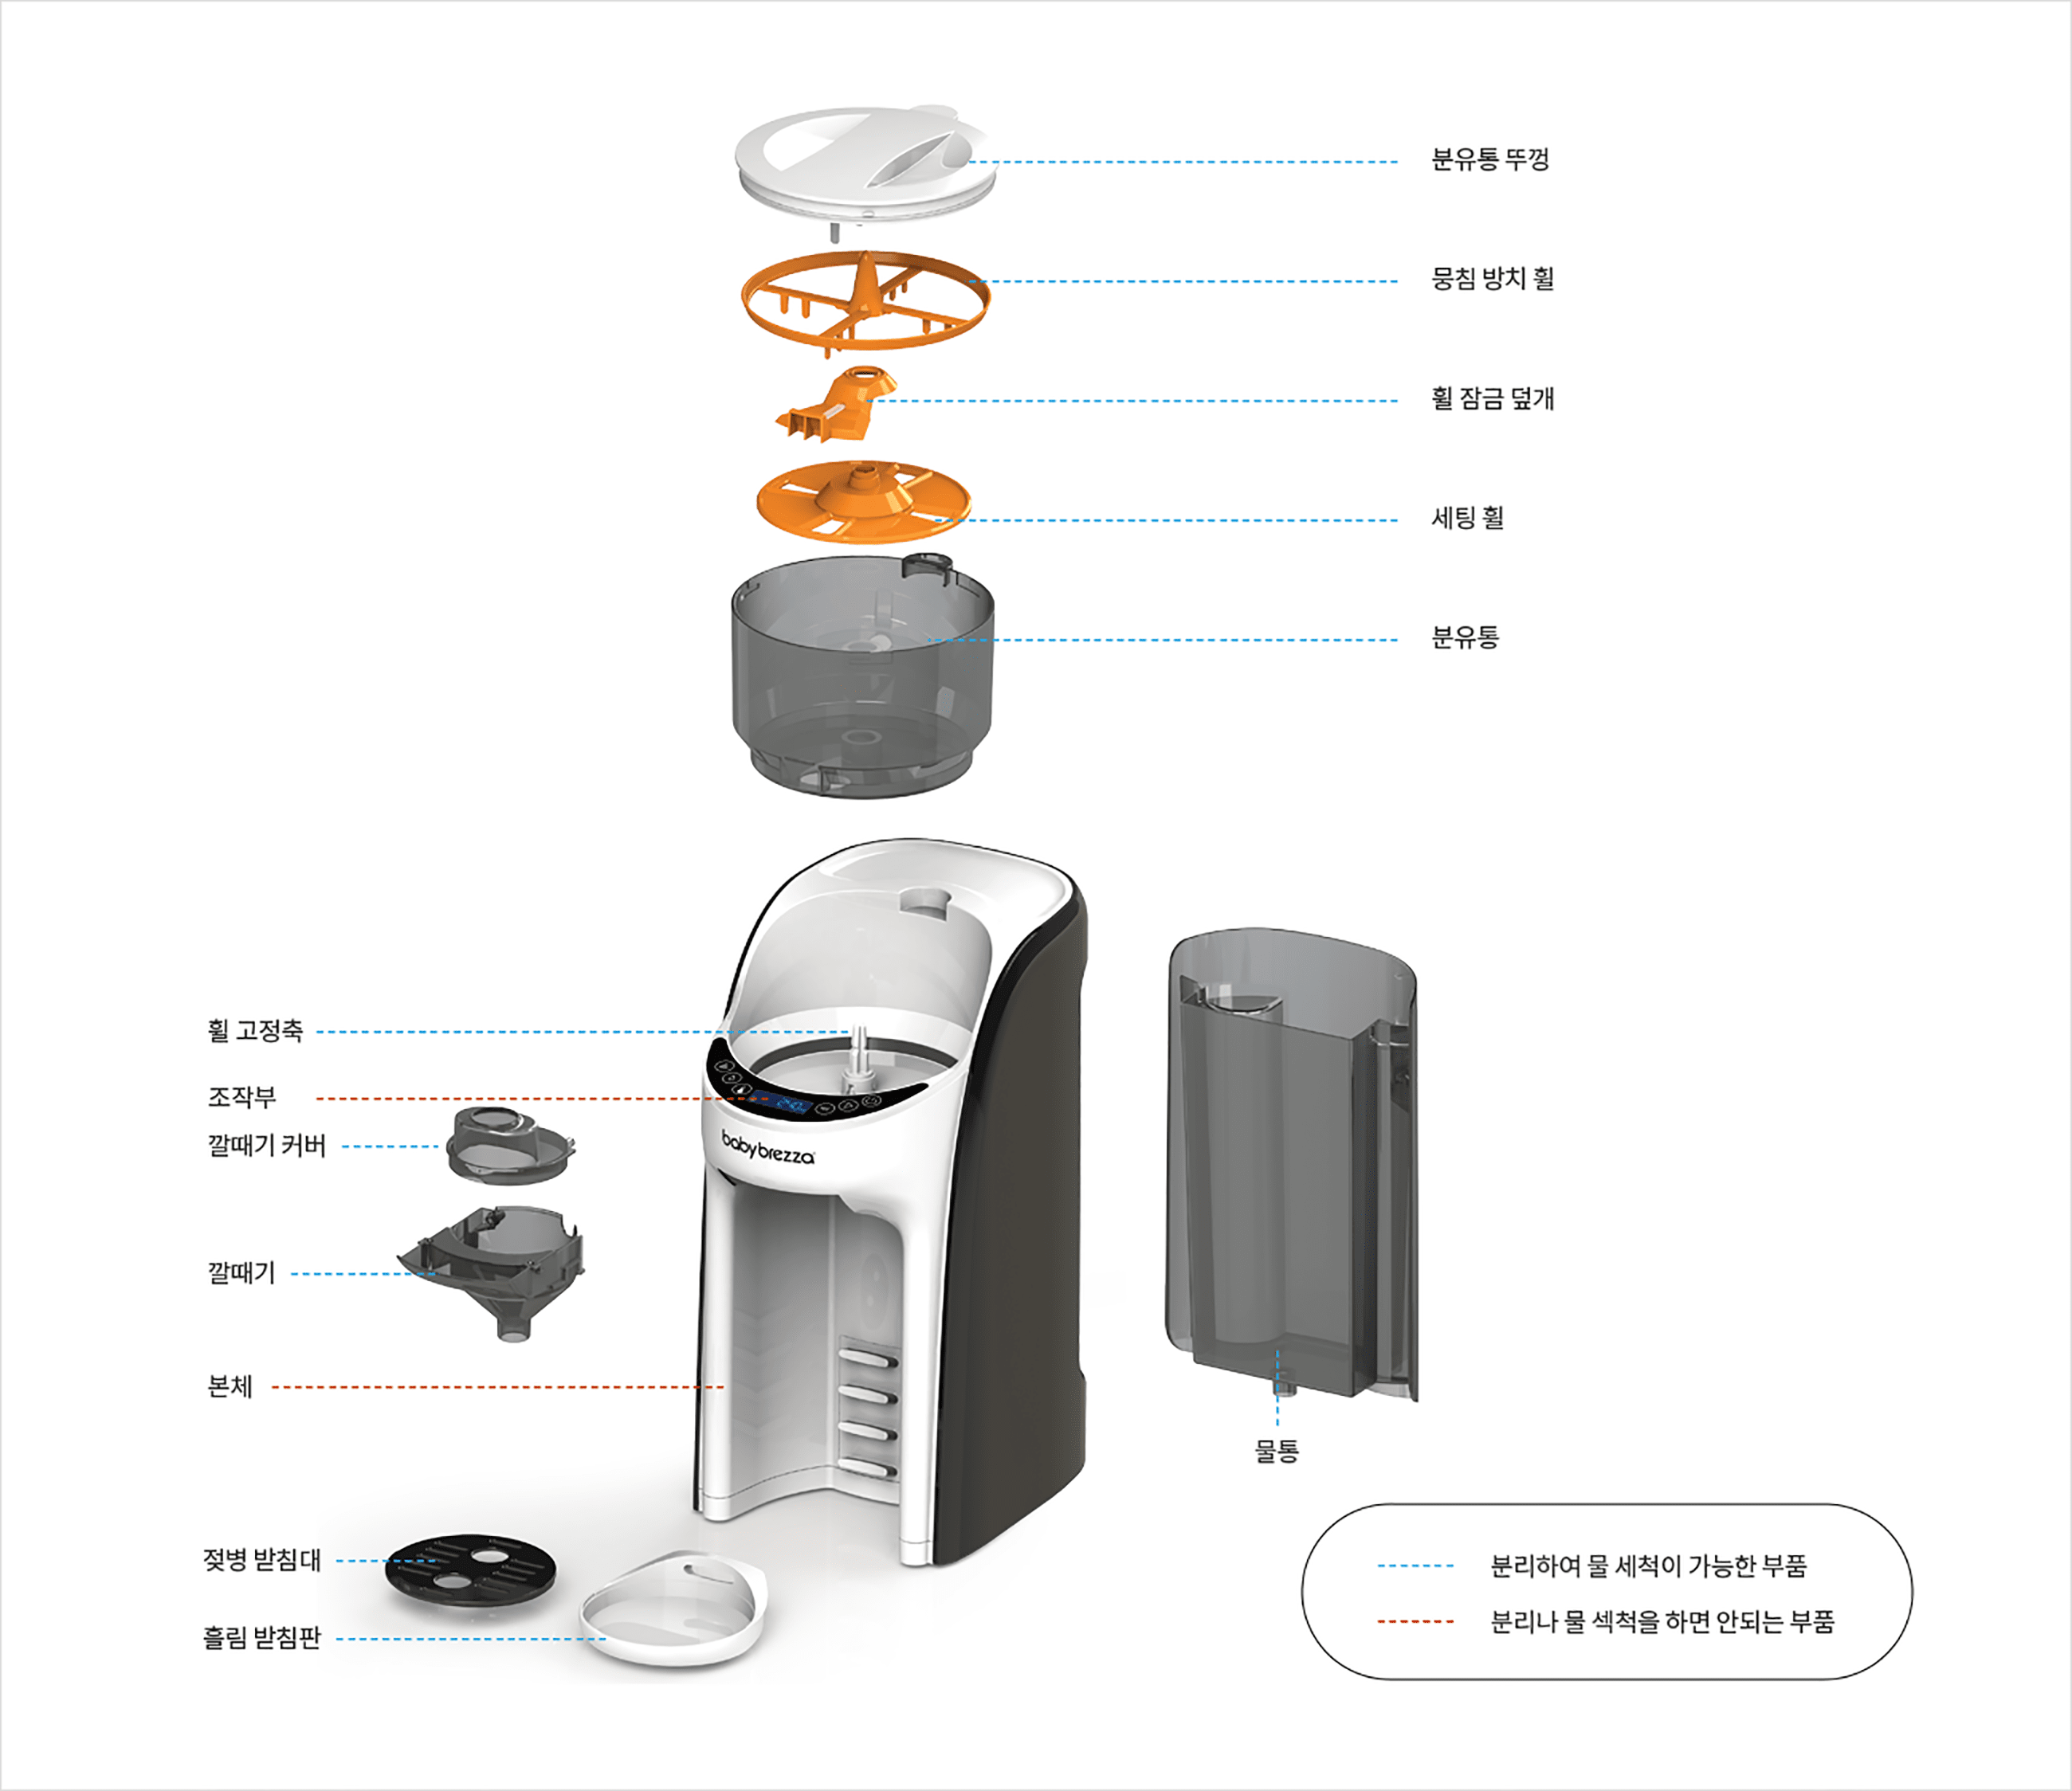 분유통 뚜껑
뭉침 방치 휠
휠 잠금 덮개
세팅 휠
분유통
휠 고정축
조작부
깔때기 커버
babybrezza
깔때기
본체
물통
젖병 받침대
흘림 받침판
분리하여 물 세척이 가능한 부품
분리나 물 섹척을 하면 안되는 부품